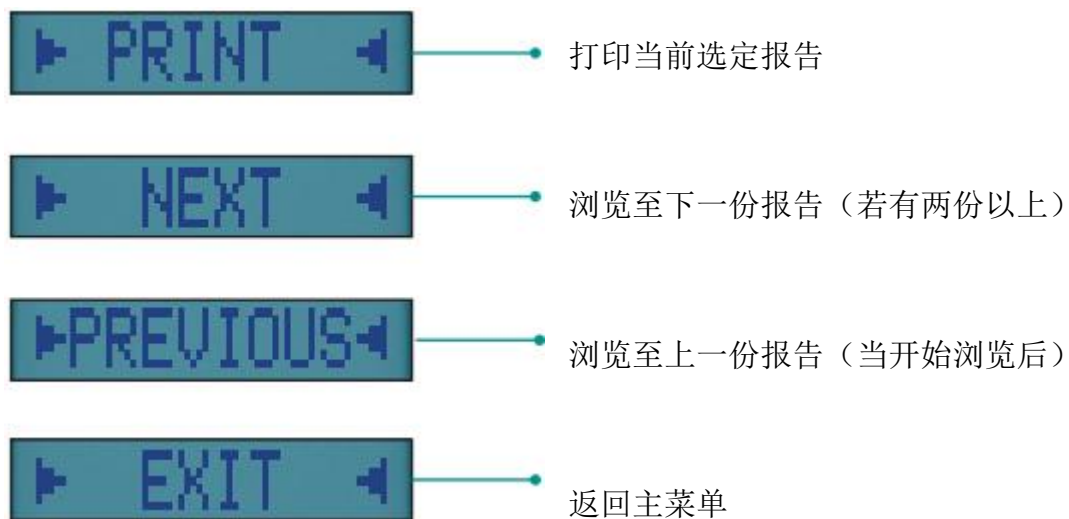 PRINT
打印当前选定报告
NEXT
浏览至下一份报告（若有两份以上）
PREVIOUS
浏览至上一份报告（当开始浏览后）
EXIT
返回主菜单